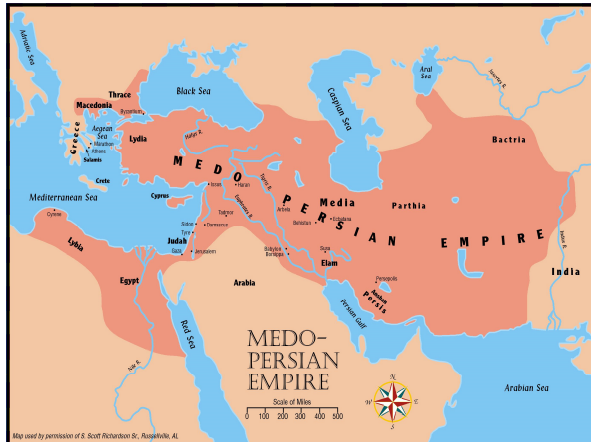 Adriatic Sea
Black Sea
Caspian Sea
Aral Sea
Jaxartes R.
Thrace
Macedonia
Byzantium
Greece
Aegean Sea
Marathon
Athens
Salamis
Lydia
Halys R.
Bactria
MEDO PERSIAN EMPIRE
Crete
Cyprus
Issus
Haran
Tigris R.
Media
Parthia
Mediterranean Sea
Tadmor
Euphrates R.
Arbela
Behistun
Ecbatana
Cyrene
Sidon
Damascus
Tyre
Indus R.
Lybia
Judah
Gaza
Jerusalem
Babylon
Borsippa
Susa
Elam
India
Egypt
Arabia
Persepolis
Anshan
Persis
Persian Gulf
Red Sea
Nile R.
MEDO-
PERSIAN
EMPIRE
Scale of Miles
0 100 200 300 400 500
N
W E
S
Arabian Sea
Map used by permission of S. Scott Richardson Sr., Russellville, AL